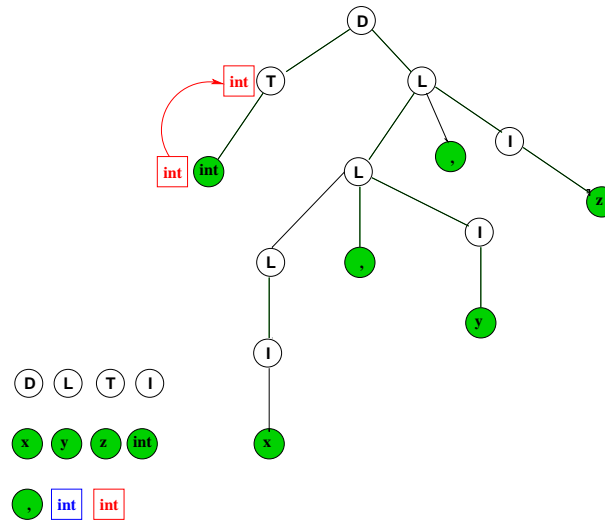 D
int T L
I
int int L ,
z
I
L ,
y
I
D L T I
x y z int x
, int int